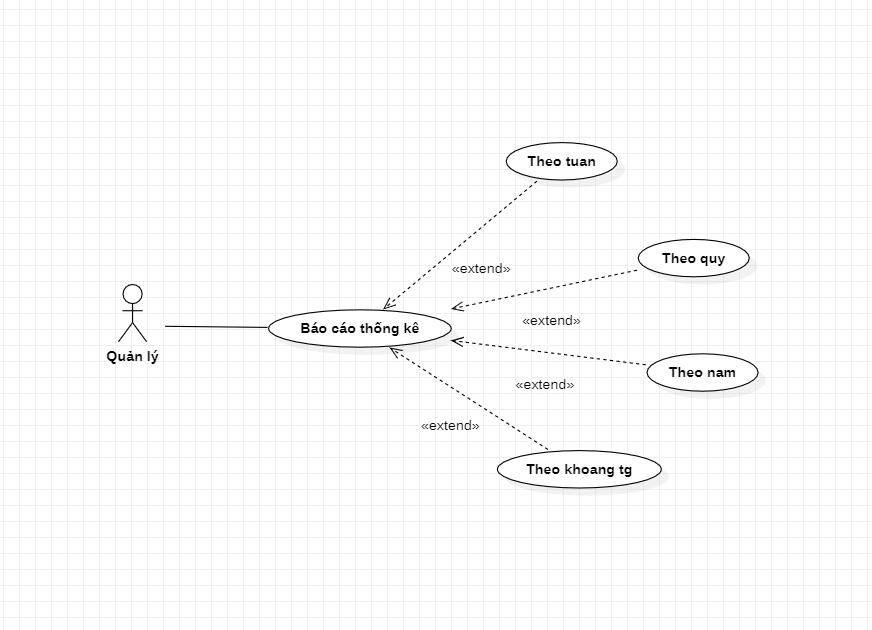 Theo tuan
«extend»
Theo quy
«extend»
Báo cáo thống kê
Quản lý
Theo nam
«extend»
«extend»
Theo khoang tg